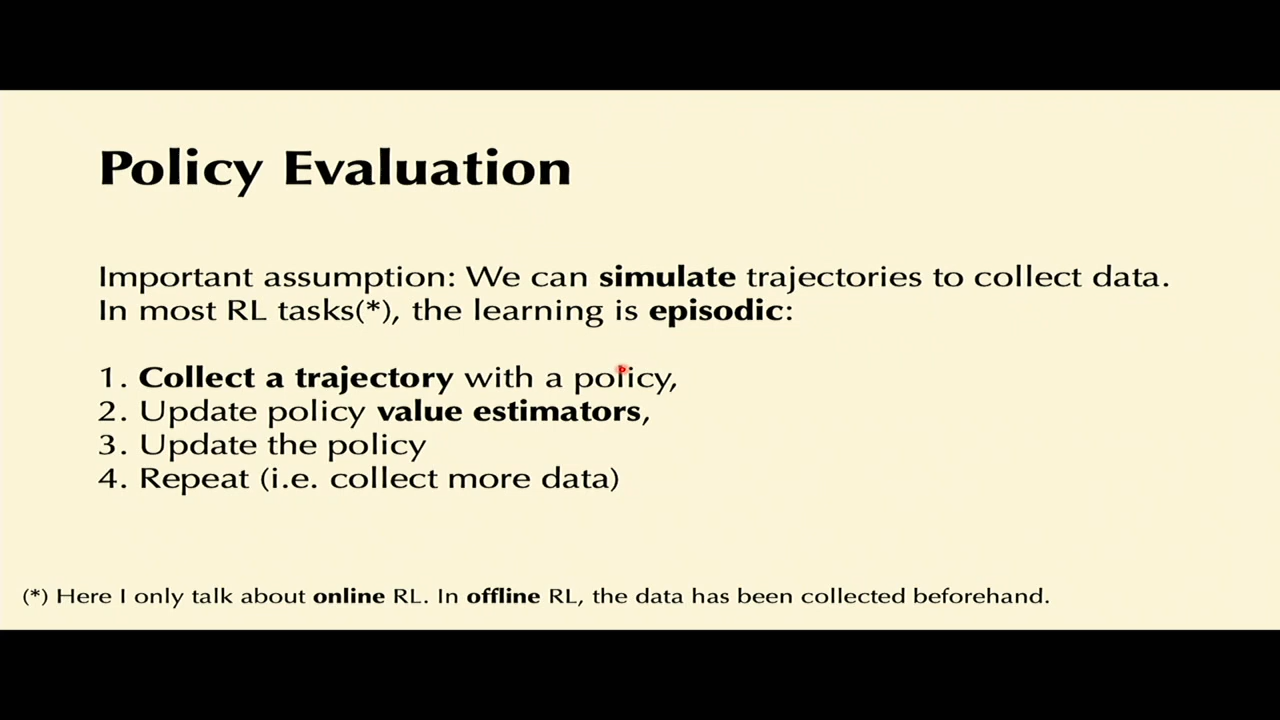 Policy Evaluation
Important assumption: We can simulate trajectories to collect data.
In most RL tasks(*), the learning is episodic:
1. Collect a trajectory with a policy,
2. Update policy value estimators,
3. Update the policy
4. Repeat (i.e. collect more data)
(*) Here I only talk about online RL. In offline RL, the data has been collected beforehand.